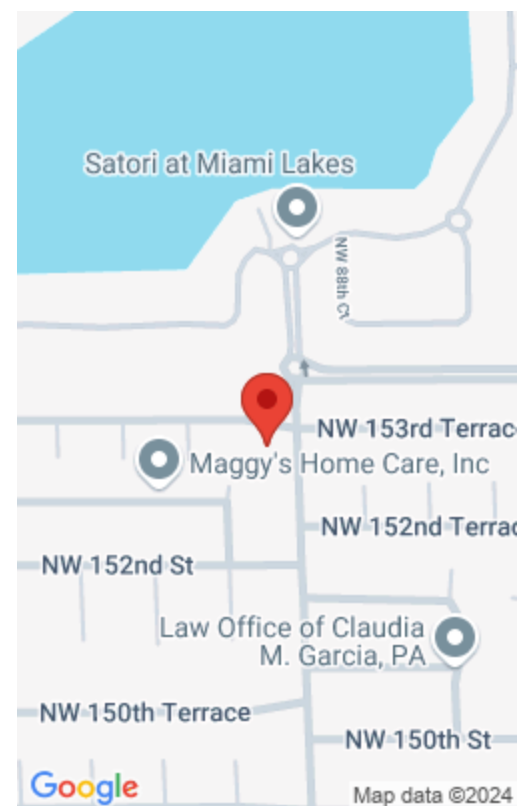 Satori at Miami Lakes
NW 88th Ct
NW 153rd Terrac
Maggy's Home Care, Inc
NW 152nd Terrac
NW 152nd St
Law Office of Claudia
M. Garcia, PA
NW 150th Terrace
NW 150th St
Google
Map data ©2024